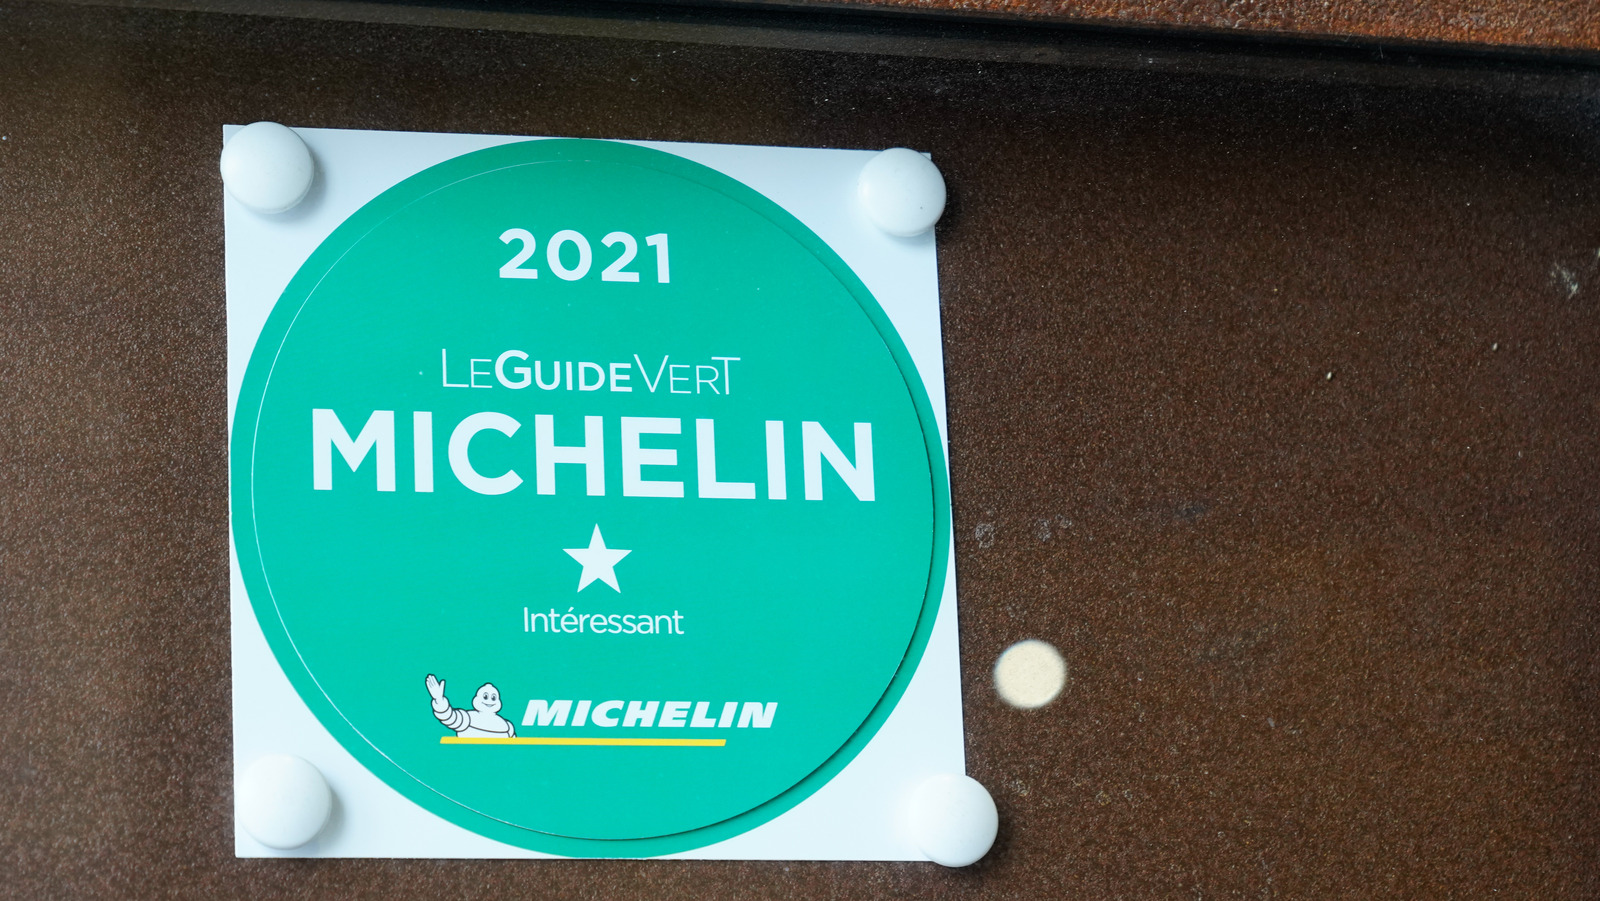 2021
LEGUIDEVERT
MICHELIN
Intéressant
MICHELIN